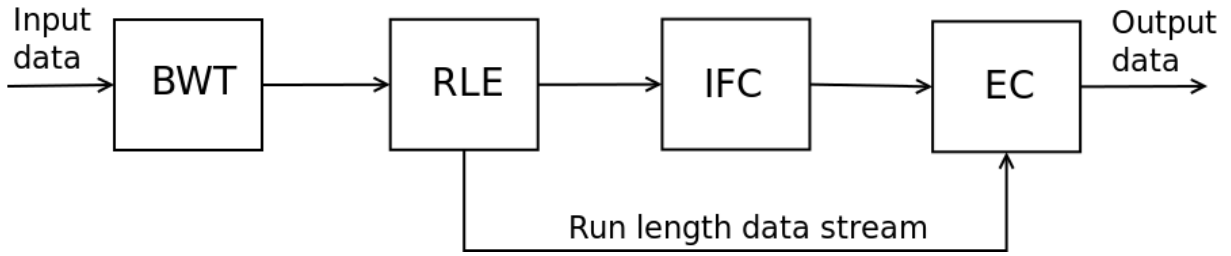 Input
data
BWT
RLE
IFC
EC
Output
data
Run length data stream